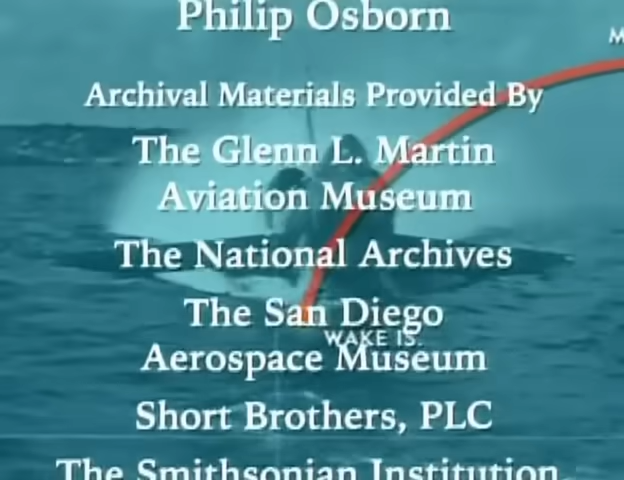 Philip Osborn
M
Archival Materials Provided By
The Glenn L. Martin
Aviation Museum
The National Archives
The San Diego
WAKE IS.
Aerospace Museum
Short Brothers, PLC
The Smithsonian Institution